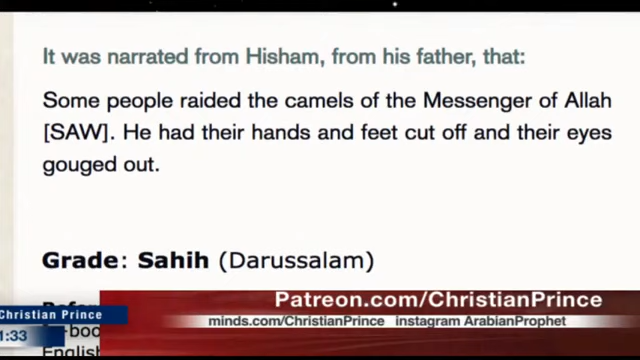 It was narrated from Hisham, from his father, that:
Some people raided the camels of the Messenger of Allah
[SAW]. He had their hands and feet cut off and their eyes
gouged out.
Grade: Sahih (Darussalam)
Patreon.com/ChristianPrince
Christian Prince
minds.com/ChristianPrince instagram ArabianProphet
1:33
English